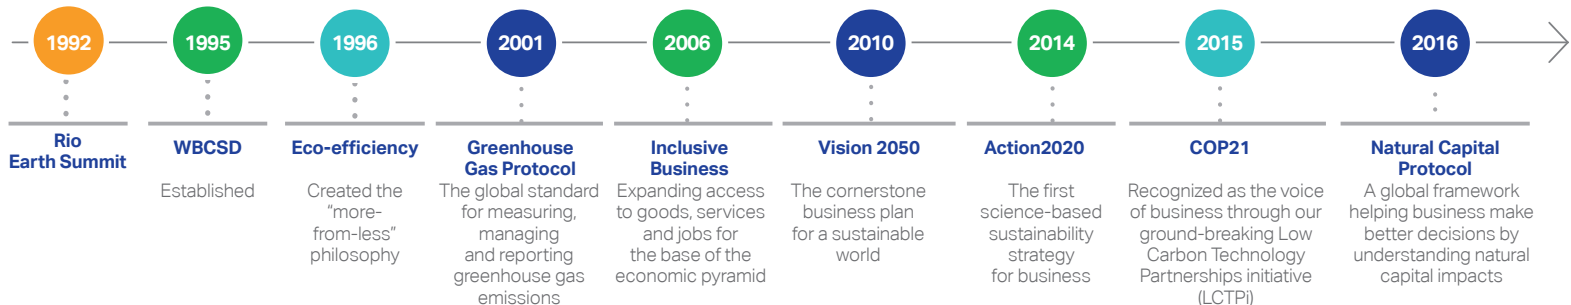 1992
1995
1996
2001
2006
2010
2014
2015
2016
Rio
Earth Summit
WBCSD
Established
Eco-efficiency
Created the
“more-
from-less”
philosophy
Greenhouse
Gas Protocol
The global standard
for measuring,
managing
and reporting
greenhouse gas
emissions
Inclusive
Business
Expanding access
to goods, services
and jobs for
the base of the
economic pyramid
Vision 2050
The cornerstone
business plan
for a sustainable
world
Action2020
The first
science-based
sustainability
strategy
for business
COP21
Recognized as the voice
of business through our
ground-breaking Low
Carbon Technology
Partnerships initiative
(LCTPi)
Natural Capital
Protocol
A global framework
helping business make
better decisions by
understanding natural
capital impacts